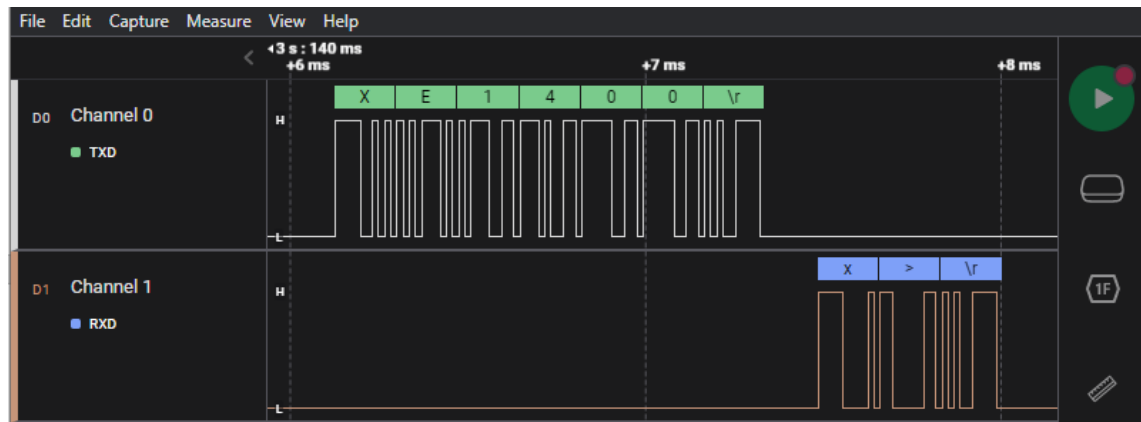 File Edit Capture Measure View Help
3 s : 140 ms
+6 ms +7 ms +8 ms
X E 1 4 0 0 \r
D0 Channel 0 H
TXD
L
x > \r
D1 Channel 1 H
1F
RXD
L